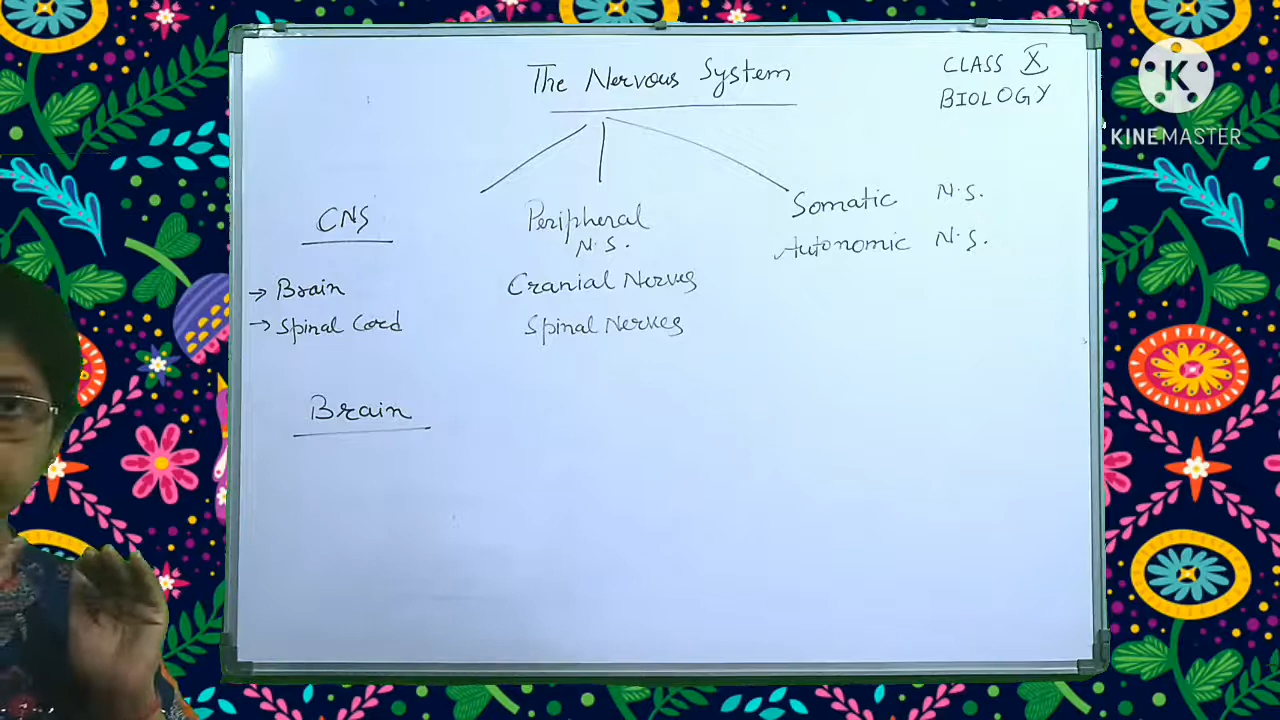 The Nervous System
CLASS X
BIOLOGY
K
KINEMASTER
CNS
→ Brain
→ Spinal Cord
Peripheral
N.S.
Cranial Nerves
Spinal Nerves
Somatic N.S.
Autonomic N.S.
Brain